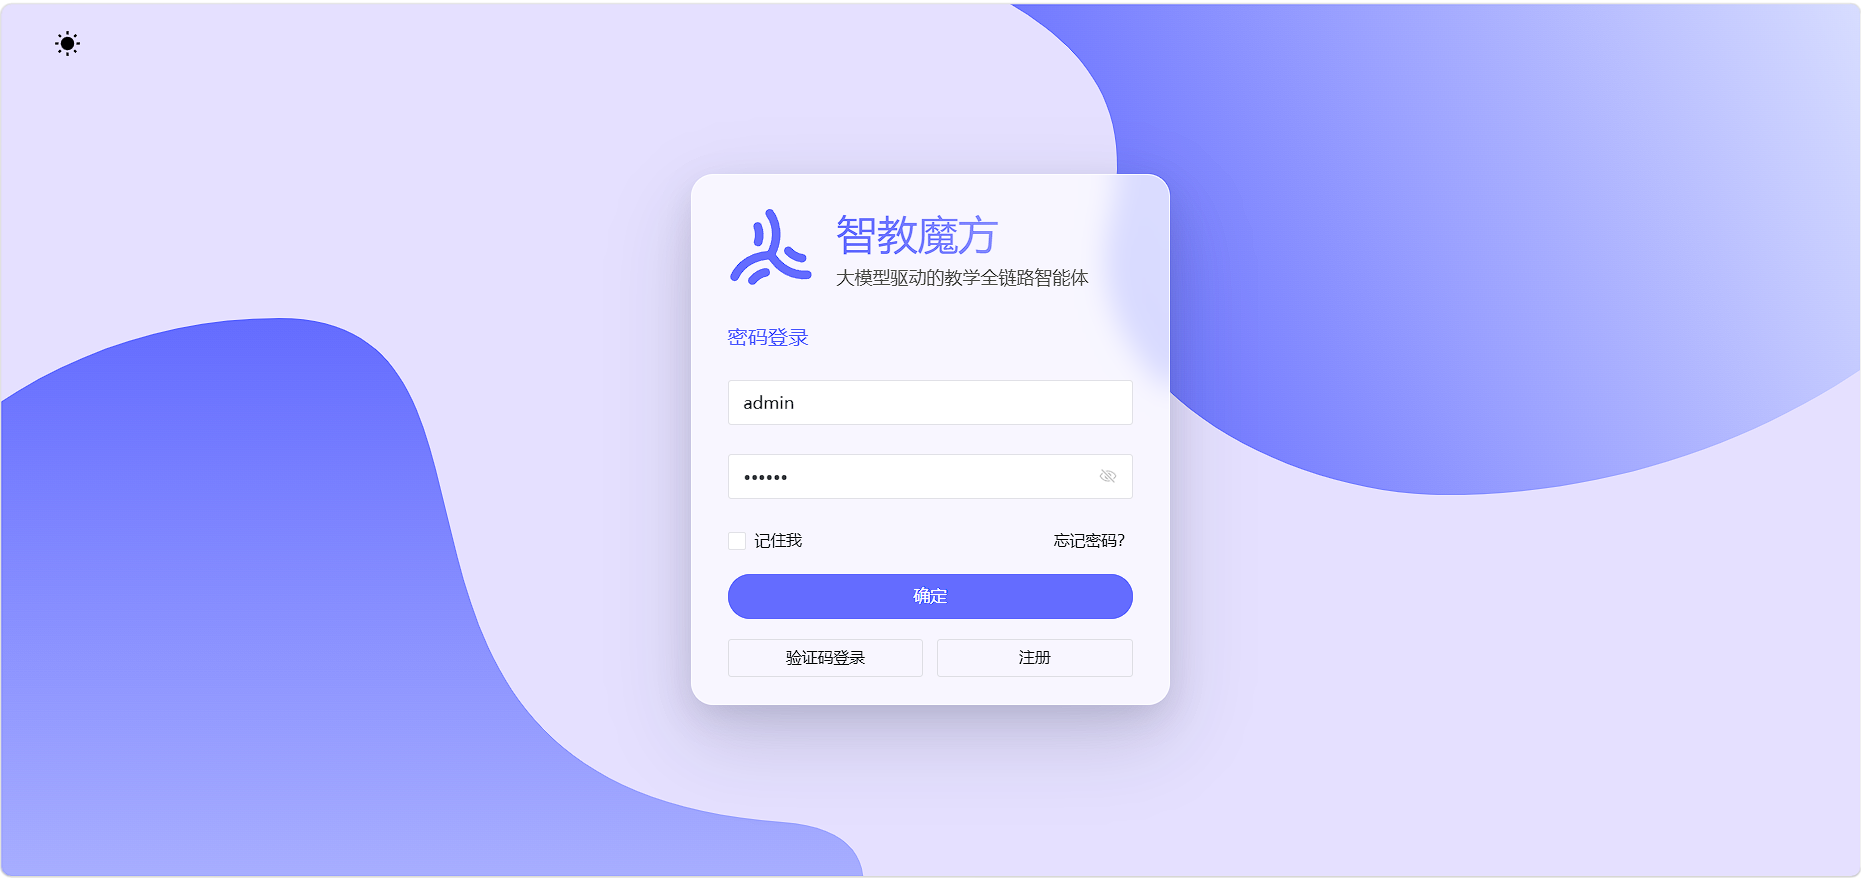 智教魔方
大模型驱动的教学全链路智能体
密码登录
admin
••••••
记住我 忘记密码?
确定
验证码登录 注册